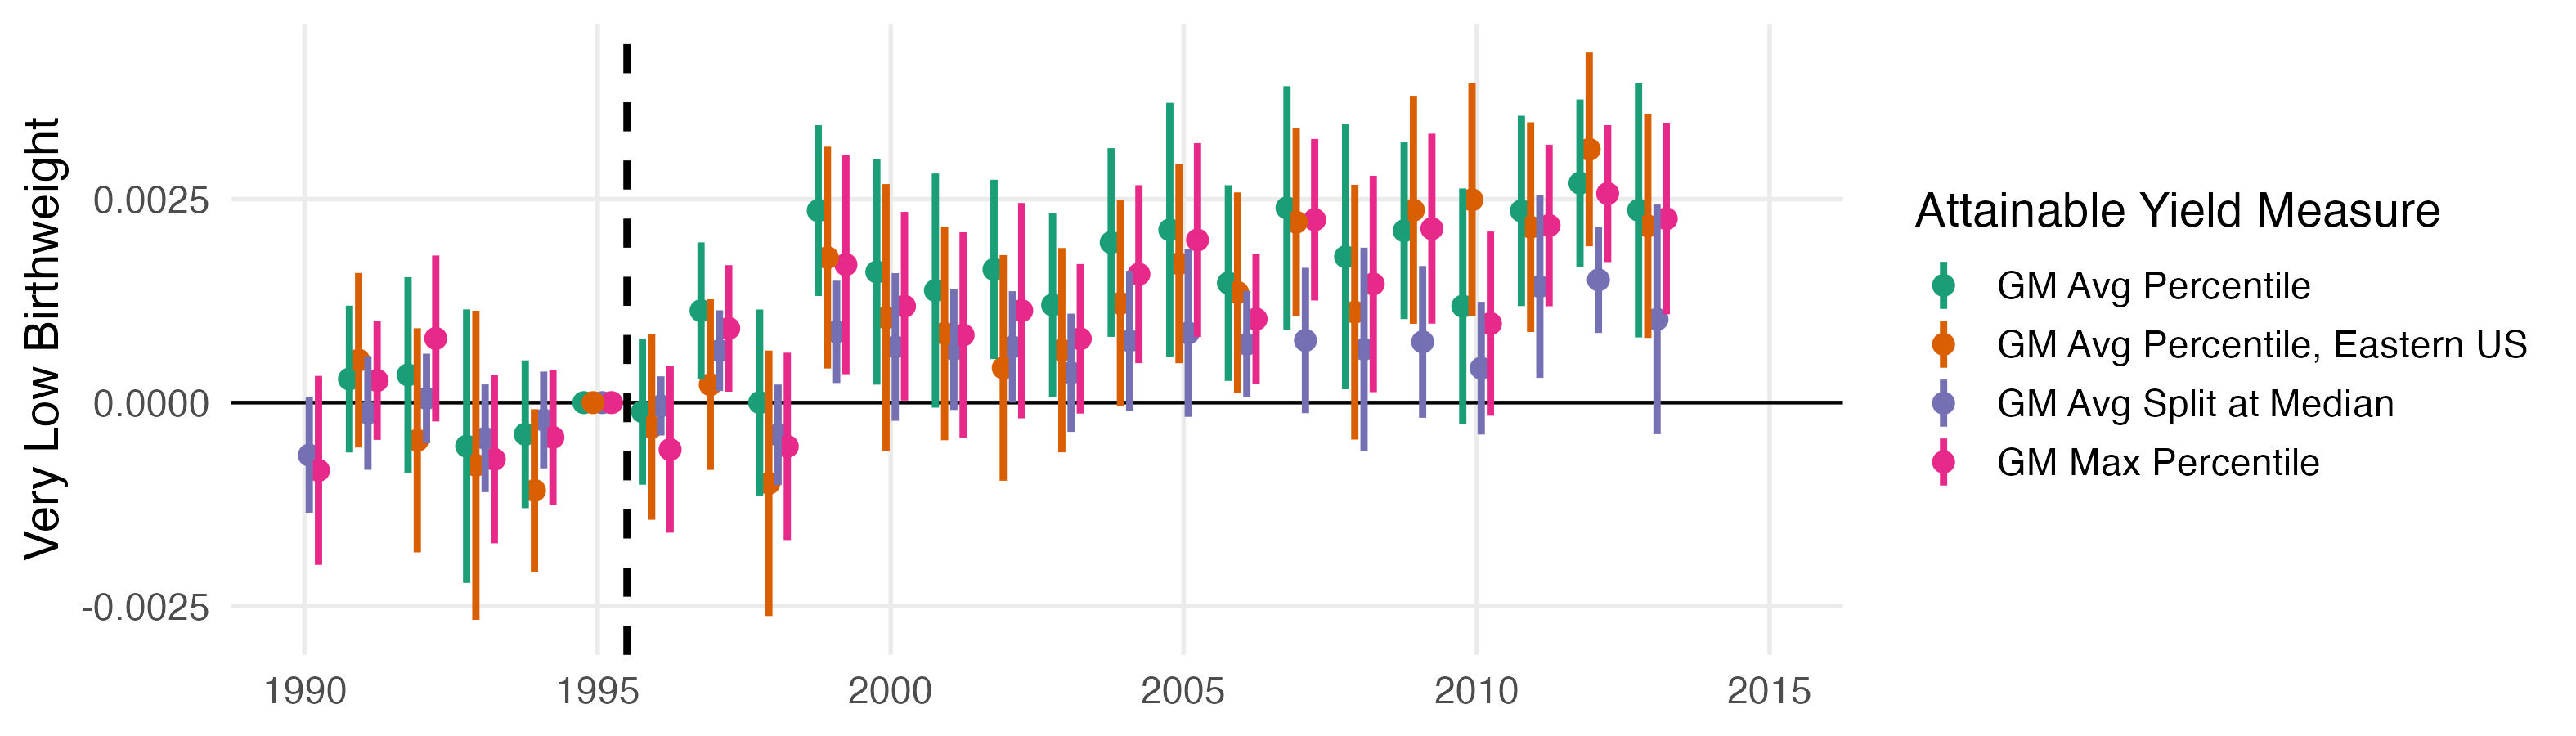 Very Low Birthweight
0.0025
0.0000
-0.0025
1990
1995
2000
2005
2010
2015
Attainable Yield Measure
GM Avg Percentile
GM Avg Percentile, Eastern US
GM Avg Split at Median
GM Max Percentile